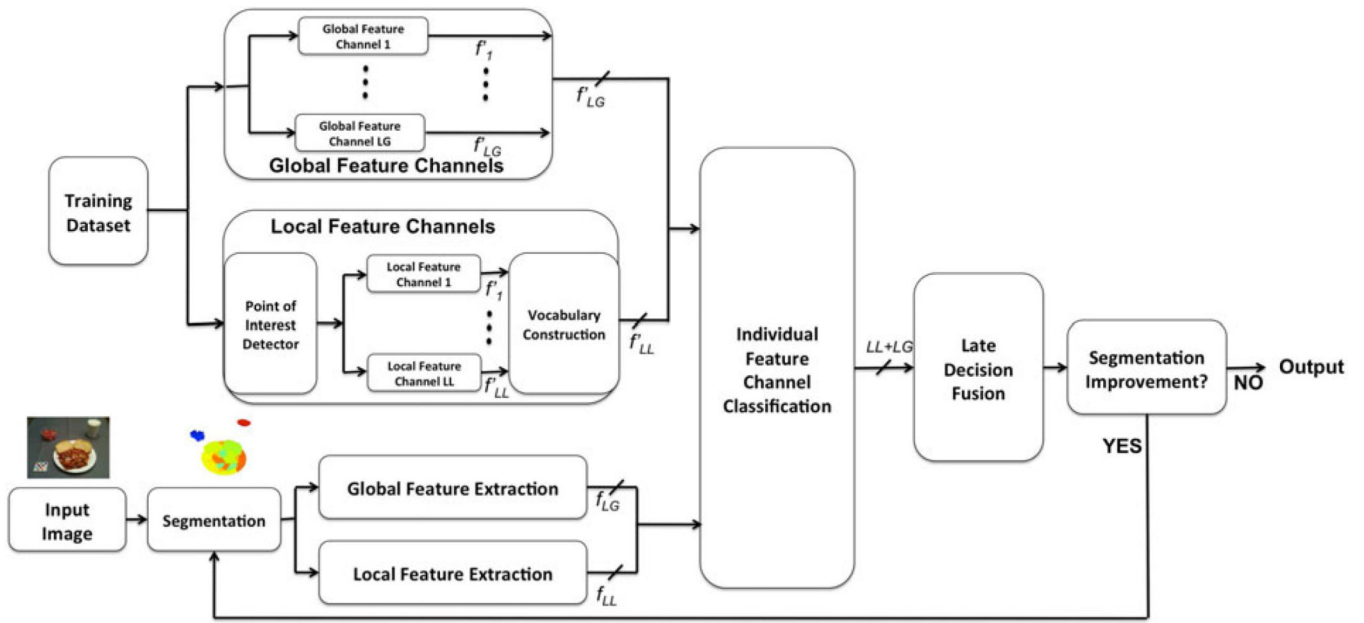 Global Feature
Channel 1
f'1
Global Feature
Channel LG
f'LG
Global Feature Channels
f'LG
Training
Dataset
Local Feature Channels
Point of
Interest
Detector
Local Feature
Channel 1
f'1
Local Feature
Channel LL
f'LL
Vocabulary
Construction
f'LL
Input
Image
Segmentation
Global Feature Extraction
fLG
Local Feature Extraction
fLL
Individual
Feature
Channel
Classification
LL+LG
Late
Decision
Fusion
Segmentation
Improvement?
NO
Output
YES